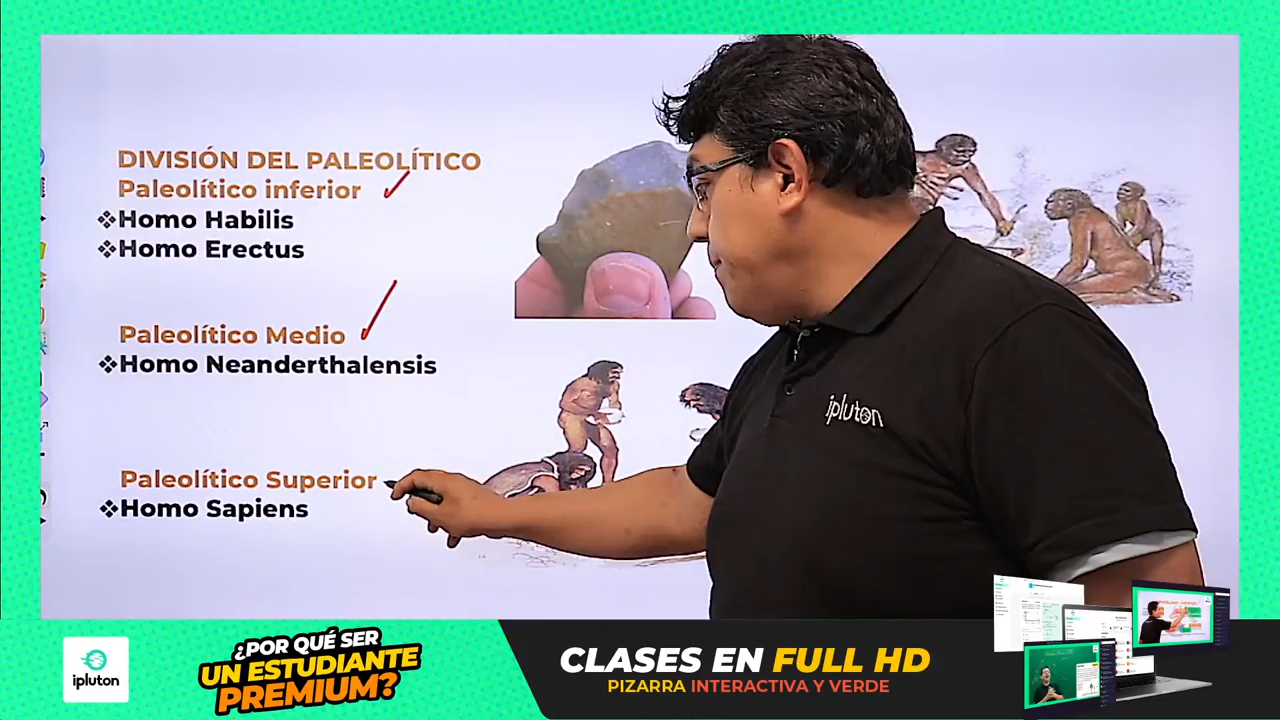 DIVISIÓN DEL PALEOLÍTICO
Paleolítico inferior
❖Homo Habilis
❖Homo Erectus
Paleolítico Medio
❖Homo Neanderthalensis
Paleolítico Superior
❖Homo Sapiens
ipluton
ipluton
¿POR QUÉ SER
UN ESTUDIANTE
PREMIUM?
CLASES EN FULL HD
PIZARRA INTERACTIVA Y VERDE